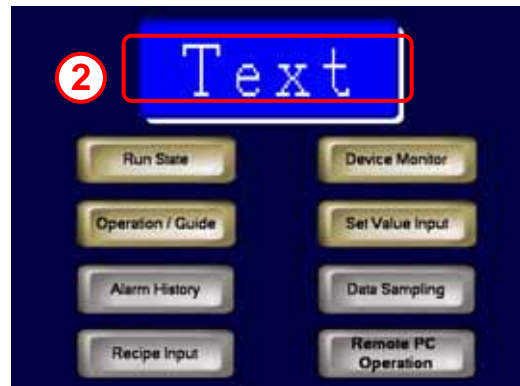 2
Text
Run State
Device Monitor
Operation / Guide
Set Value Input
Alarm History
Data Sampling
Recipe Input
Remote PC
Operation